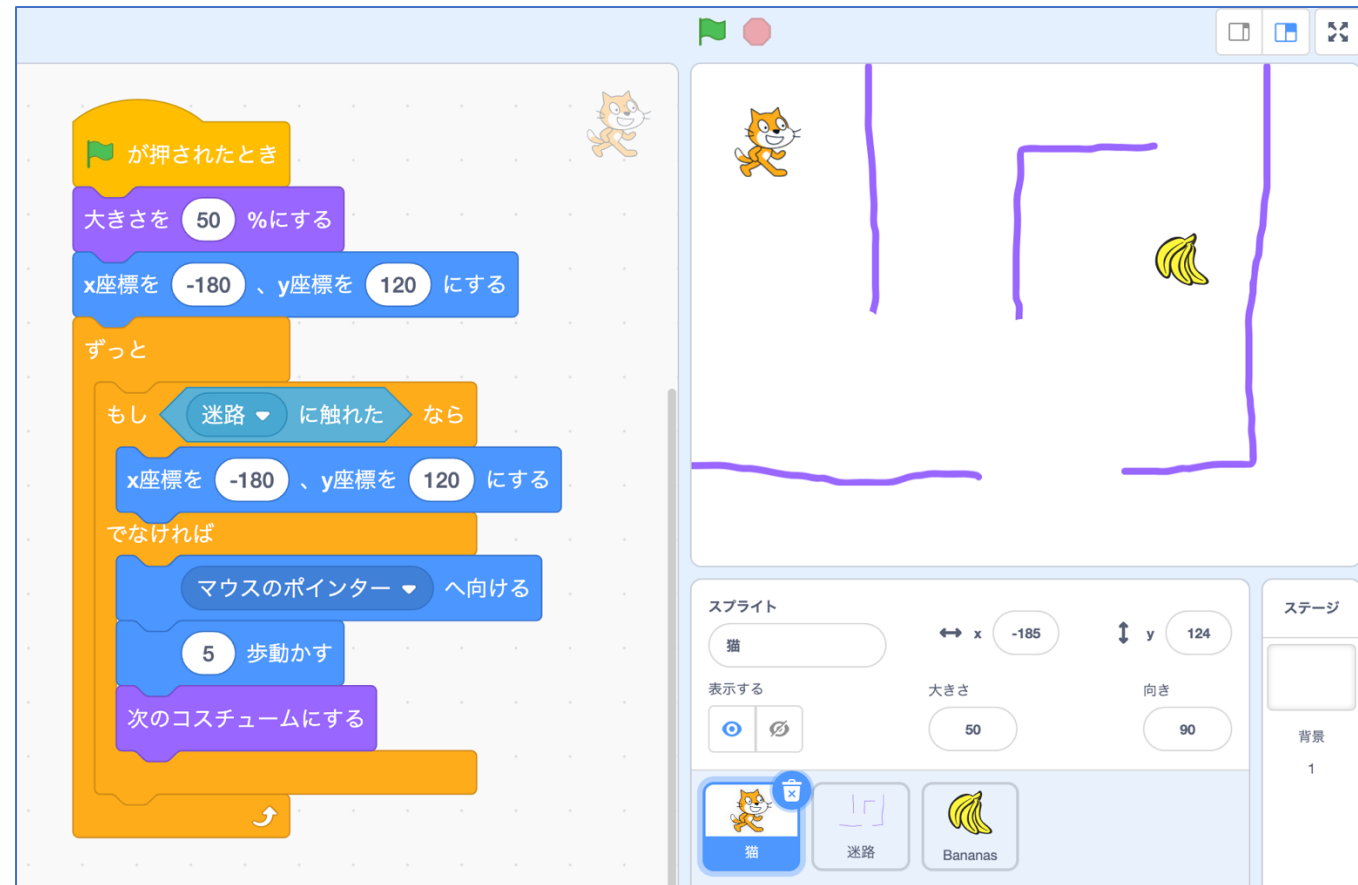 が押されたとき
大きさを 50 %にする
x座標を -180 、y座標を 120 にする
ずっと
もし 迷路 に触れた なら
x座標を -180 、y座標を 120 にする
でなければ
マウスのポインター へ向ける
5 歩動かす
次のコスチュームにする
スプライト
猫
x -185
y 124
表示する
大きさ
50
向き
90
猫
迷路
Bananas
ステージ
背景
1